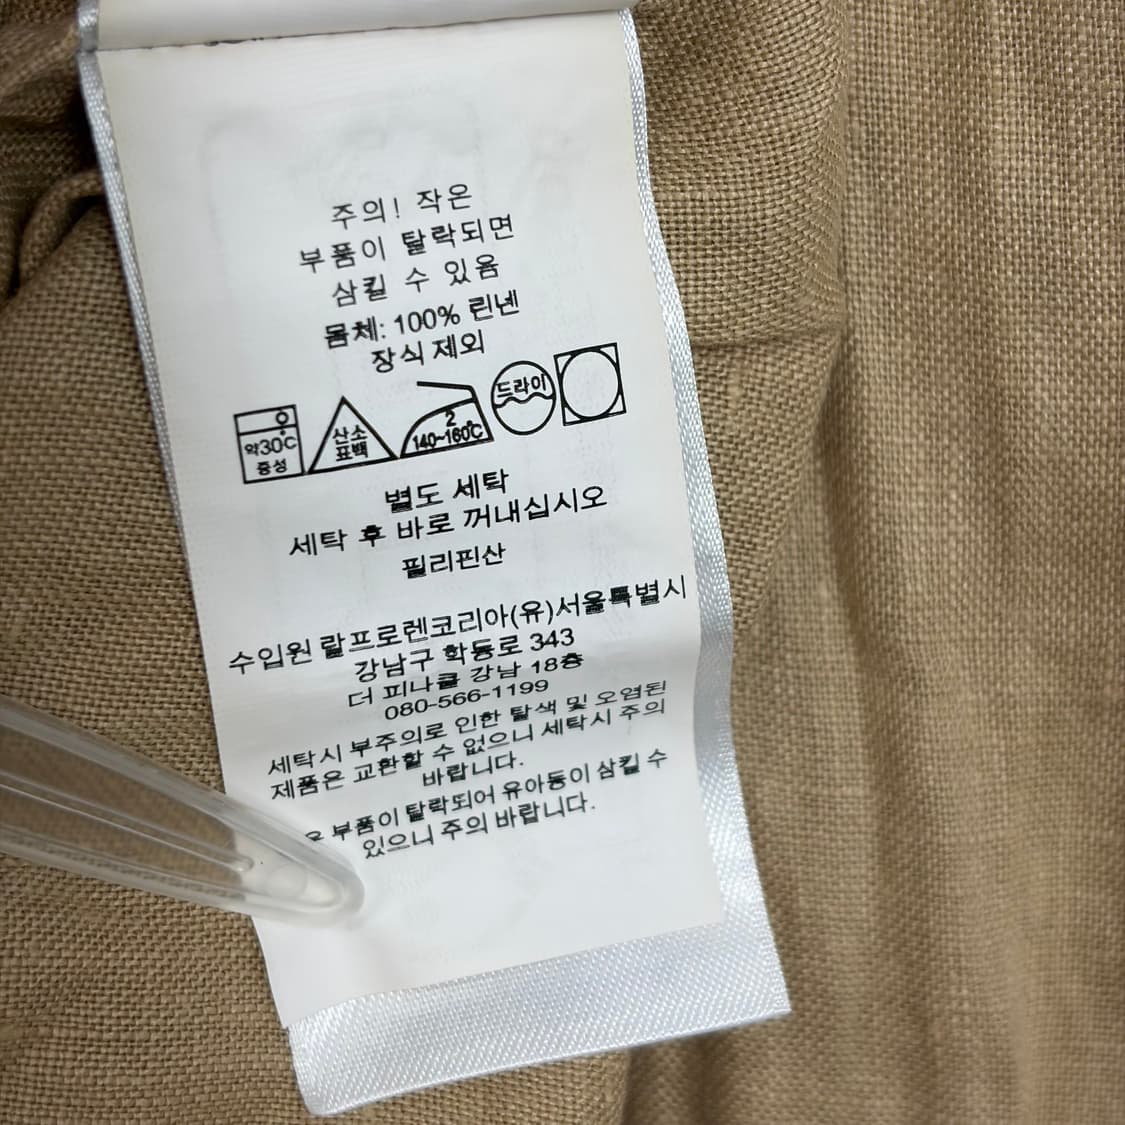 주의! 작은
부품이 탈락되면
삼킬 수 있음
몸체: 100% 린넨
장식 제외
약30℃
중성
산소
표백
2
140~160℃
드라이
별도 세탁
세탁 후 바로 꺼내십시오
필리핀산
수입원 랄프로렌코리아(유)서울특별시
강남구 학동로 343
더 피나클 강남 18층
080-566-1199
세탁시 부주의로 인한 탈색 및 오염된
제품은 교환할 수 없으니 세탁시 주의
바랍니다.
부품이 탈락되어 유아등이 삼킬 수
있으니 주의 바랍니다.